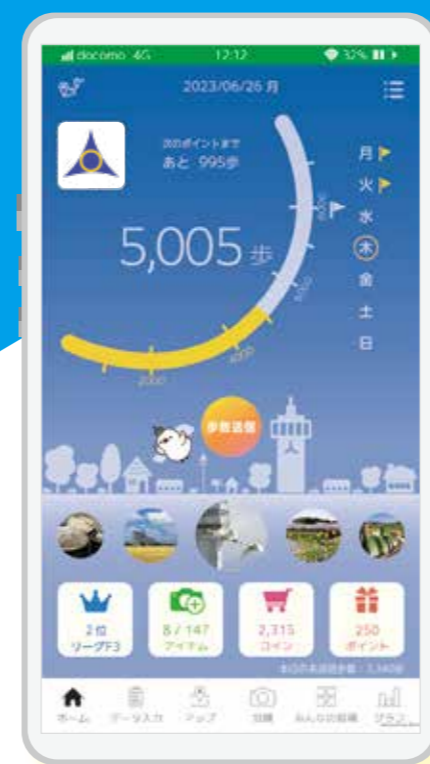 docomo 4G 12:12 32%
2023/06/26 月
次のポイントまで
あと 995歩
5,005 歩
2000
4000
5000
6000
月
火
水
木
金
土
日
歩数送信
2位
リーグF3
8 / 147
アイテム
2,315
コイン
250
ポイント
ホーム
データ入力
マップ
みんなの投稿
グラフ